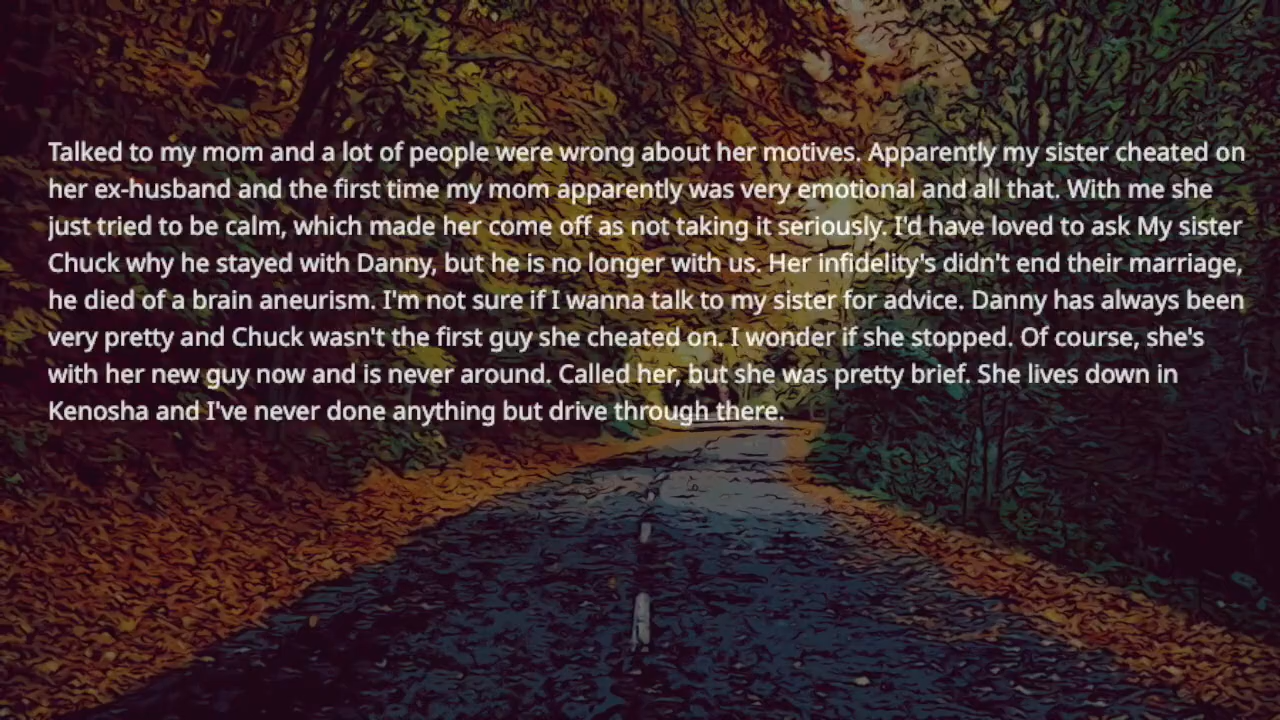 Talked to my mom and a lot of people were wrong about her motives. Apparently my sister cheated on
her ex-husband and the first time my mom apparently was very emotional and all that. With me she
just tried to be calm, which made her come off as not taking it seriously. I'd have loved to ask My sister
Chuck why he stayed with Danny, but he is no longer with us. Her infidelity's didn't end their marriage,
he died of a brain aneurism. I'm not sure if I wanna talk to my sister for advice. Danny has always been
very pretty and Chuck wasn't the first guy she cheated on. I wonder if she stopped. Of course, she's
with her new guy now and is never around. Called her, but she was pretty brief. She lives down in
Kenosha and I've never done anything but drive through there.